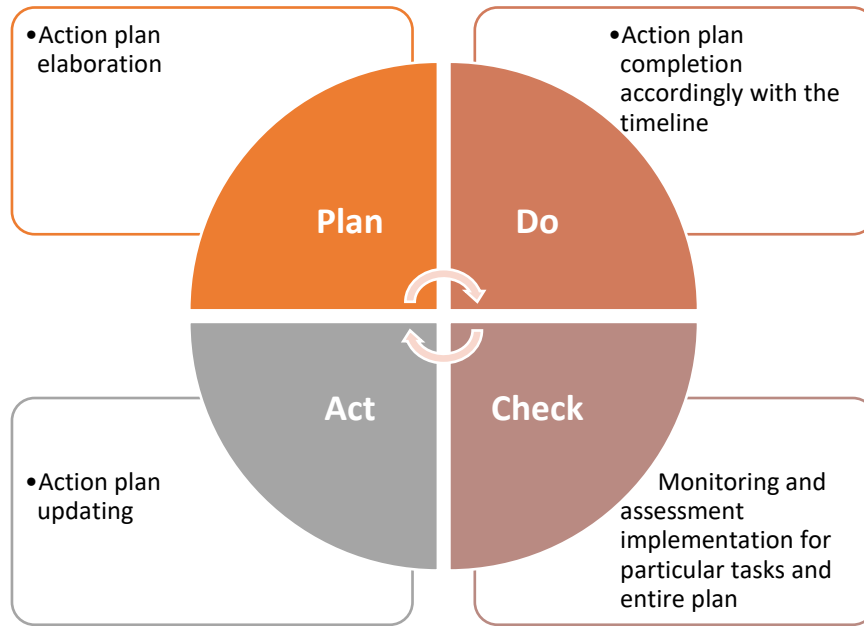 •Action plan
elaboration
•Action plan
completion
accordingly with the
timeline
Plan
Do
Act
Check
•Action plan
updating
Monitoring and
assessment
implementation for
particular tasks and
entire plan